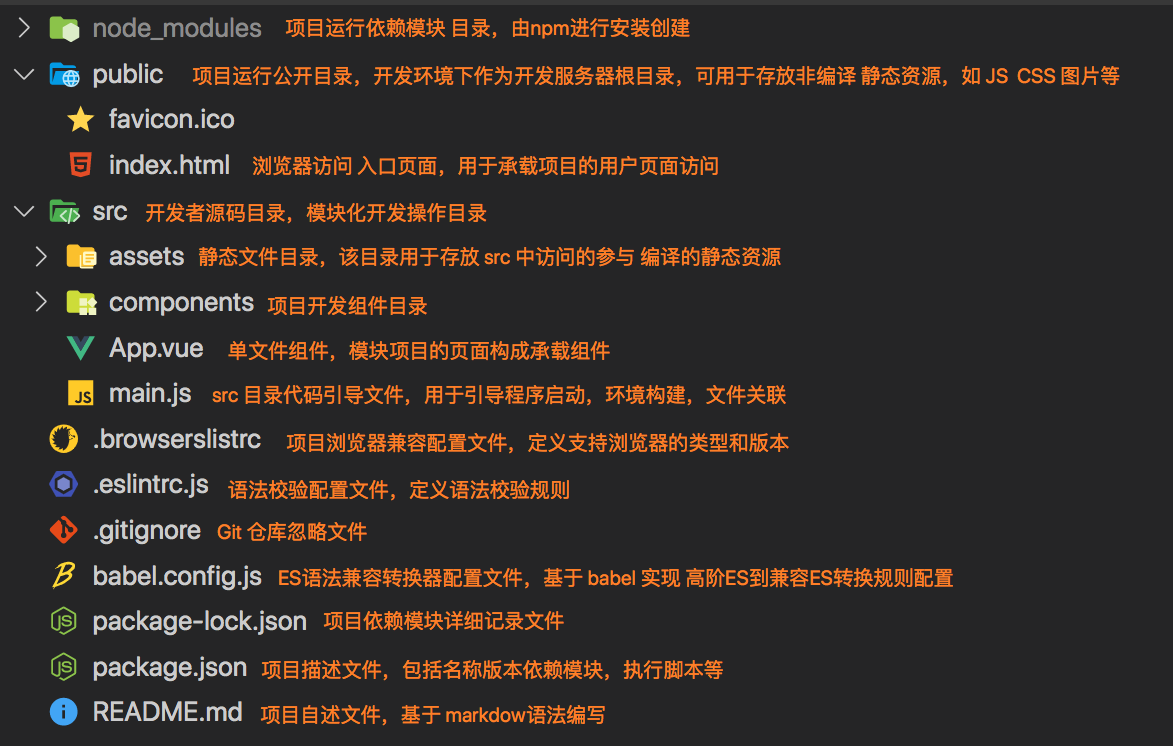 node_modules 项目运行依赖模块 目录，由npm进行安装创建
public 项目运行公开目录，开发环境下作为开发服务器根目录，可用于存放非编译 静态资源，如 JS CSS 图片等
favicon.ico
index.html 浏览器访问 入口页面，用于承载项目的用户页面访问
src 开发者源码目录，模块化开发操作目录
assets 静态文件目录，该目录用于存放 src 中访问的参与 编译的静态资源
components 项目开发组件目录
App.vue 单文件组件，模块项目的页面构成承载组件
JS main.js src 目录代码引导文件，用于引导程序启动，环境构建，文件关联
.browserslistrc 项目浏览器兼容配置文件，定义支持浏览器的类型和版本
.eslintrc.js 语法校验配置文件，定义语法校验规则
.gitignore Git 仓库忽略文件
babel.config.js ES语法兼容转换器配置文件，基于 babel 实现 高阶ES到兼容ES转换规则配置
JS package-lock.json 项目依赖模块详细记录文件
JS package.json 项目描述文件，包括名称版本依赖模块，执行脚本等
README.md 项目自述文件，基于 markdow语法编写